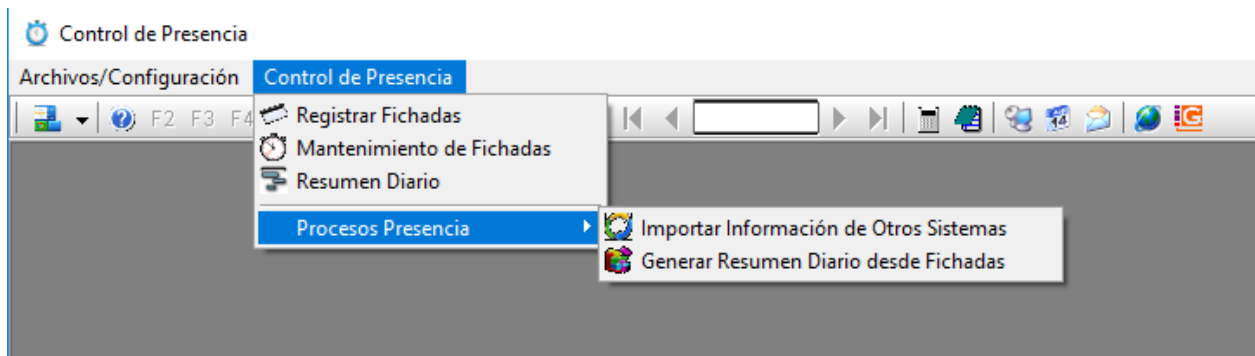 Control de Presencia
Archivos/Configuración Control de Presencia
F2 F3 F4
Registrar Fichadas
Mantenimiento de Fichadas
Resumen Diario
Procesos Presencia
Importar Información de Otros Sistemas
Generar Resumen Diario desde Fichadas